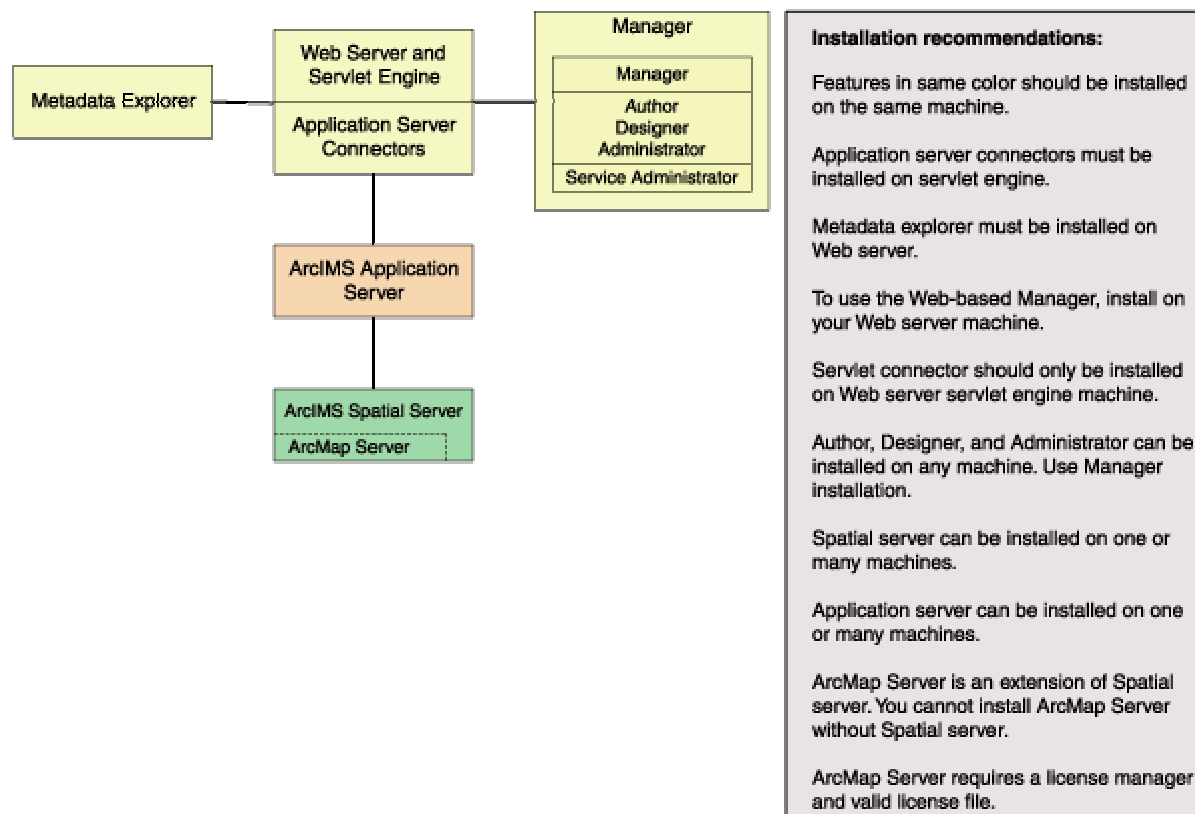 Metadata Explorer
Web Server and
Servlet Engine
Application Server
Connectors
Manager
Manager
Author
Designer
Administrator
Service Administrator
ArcIMS Application
Server
ArcIMS Spatial Server
ArcMap Server
Installation recommendations:
Features in same color should be installed
on the same machine.
Application server connectors must be
installed on servlet engine.
Metadata explorer must be installed on
Web server.
To use the Web-based Manager, install on
your Web server machine.
Servlet connector should only be installed
on Web server servlet engine machine.
Author, Designer, and Administrator can be
installed on any machine. Use Manager
installation.
Spatial server can be installed on one or
many machines.
Application server can be installed on one
or many machines.
ArcMap Server is an extension of Spatial
server. You cannot install ArcMap Server
without Spatial server.
ArcMap Server requires a license manager
and valid license file.